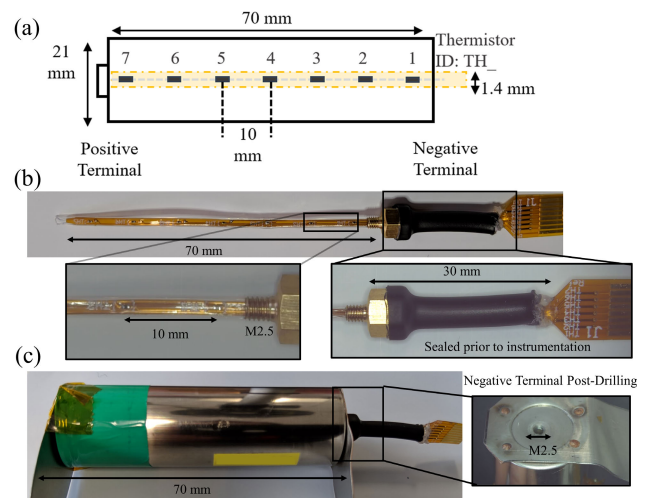 (a)
70 mm
21
mm
7 6 5 4 3 2 1
Thermistor
ID: TH_
1.4 mm
10
mm
Positive
Terminal
Negative
Terminal
(b)
J1
70 mm
30 mm
10 mm
M2.5
J1
Sealed prior to instrumentation
(c)
Negative Terminal Post-Drilling
M2.5
70 mm